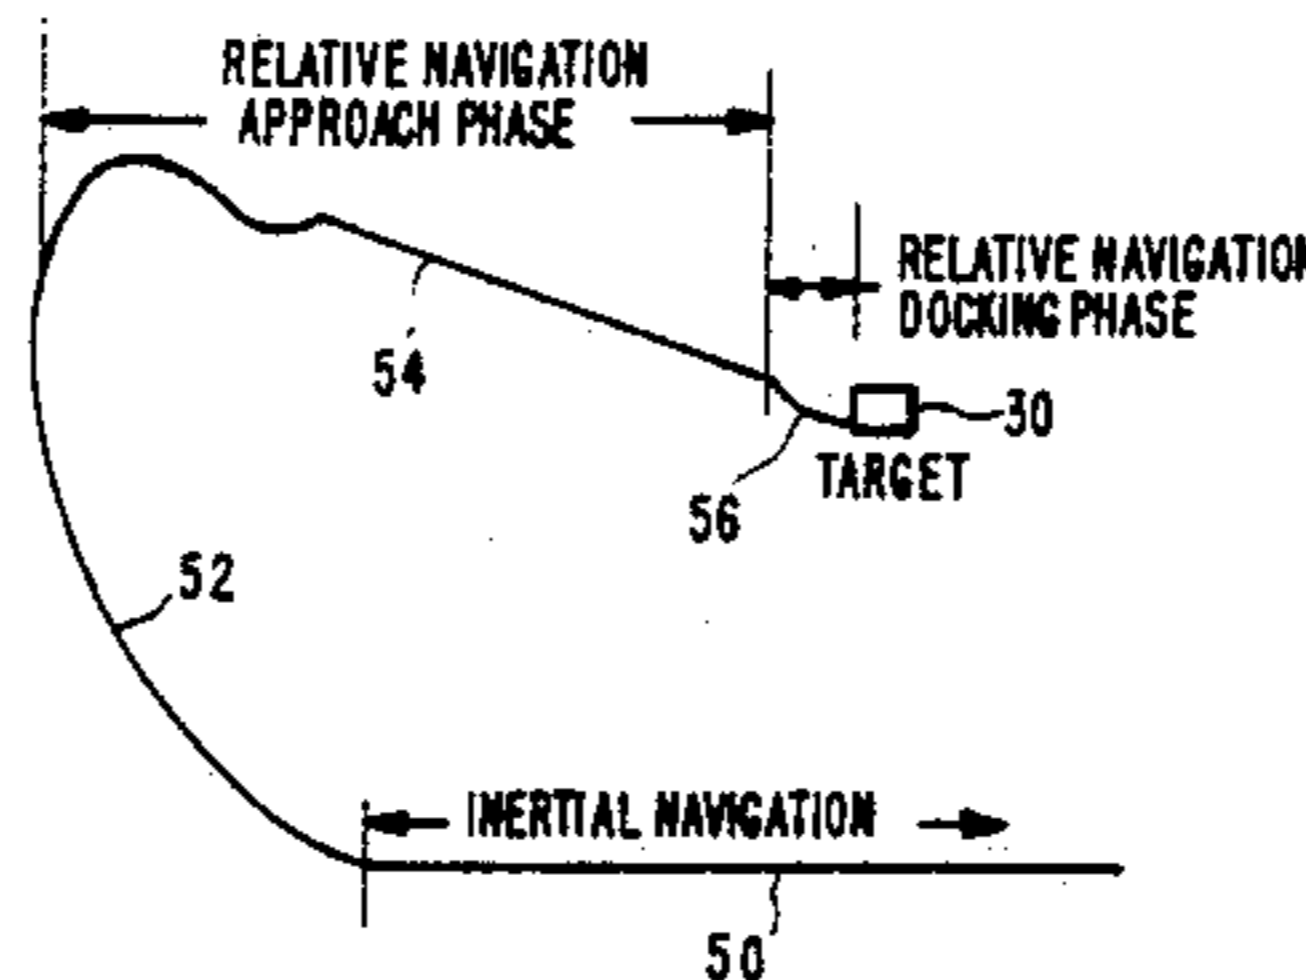 RELATIVE NAVIGATION
APPROACH PHASE
RELATIVE NAVIGATION
DOCKING PHASE
54
30
TARGET
56
52
INERTIAL NAVIGATION
50